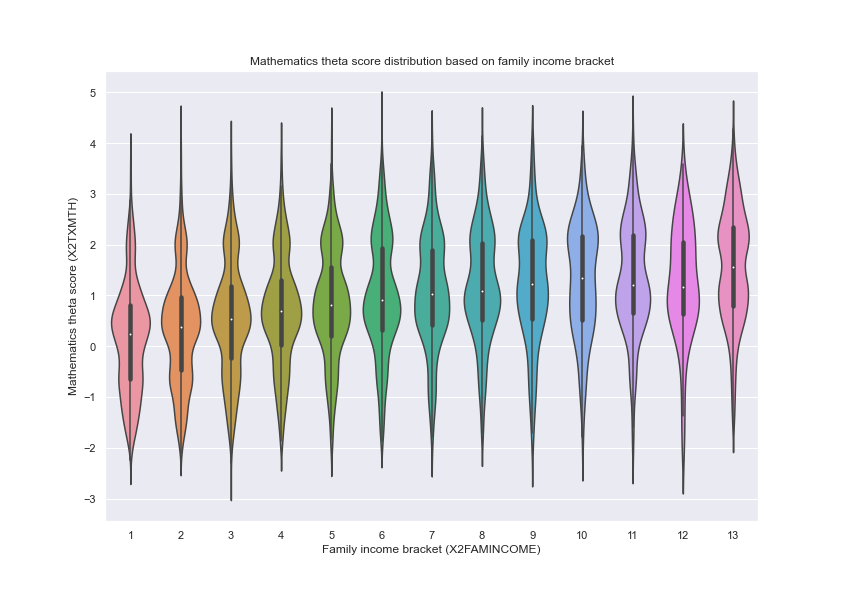 Mathematics theta score distribution based on family income bracket
Mathematics theta score (X2TXMTH)
5
4
3
2
1
0
−1
−2
−3
1 2 3 4 5 6 7 8 9 10 11 12 13
Family income bracket (X2FAMINCOME)